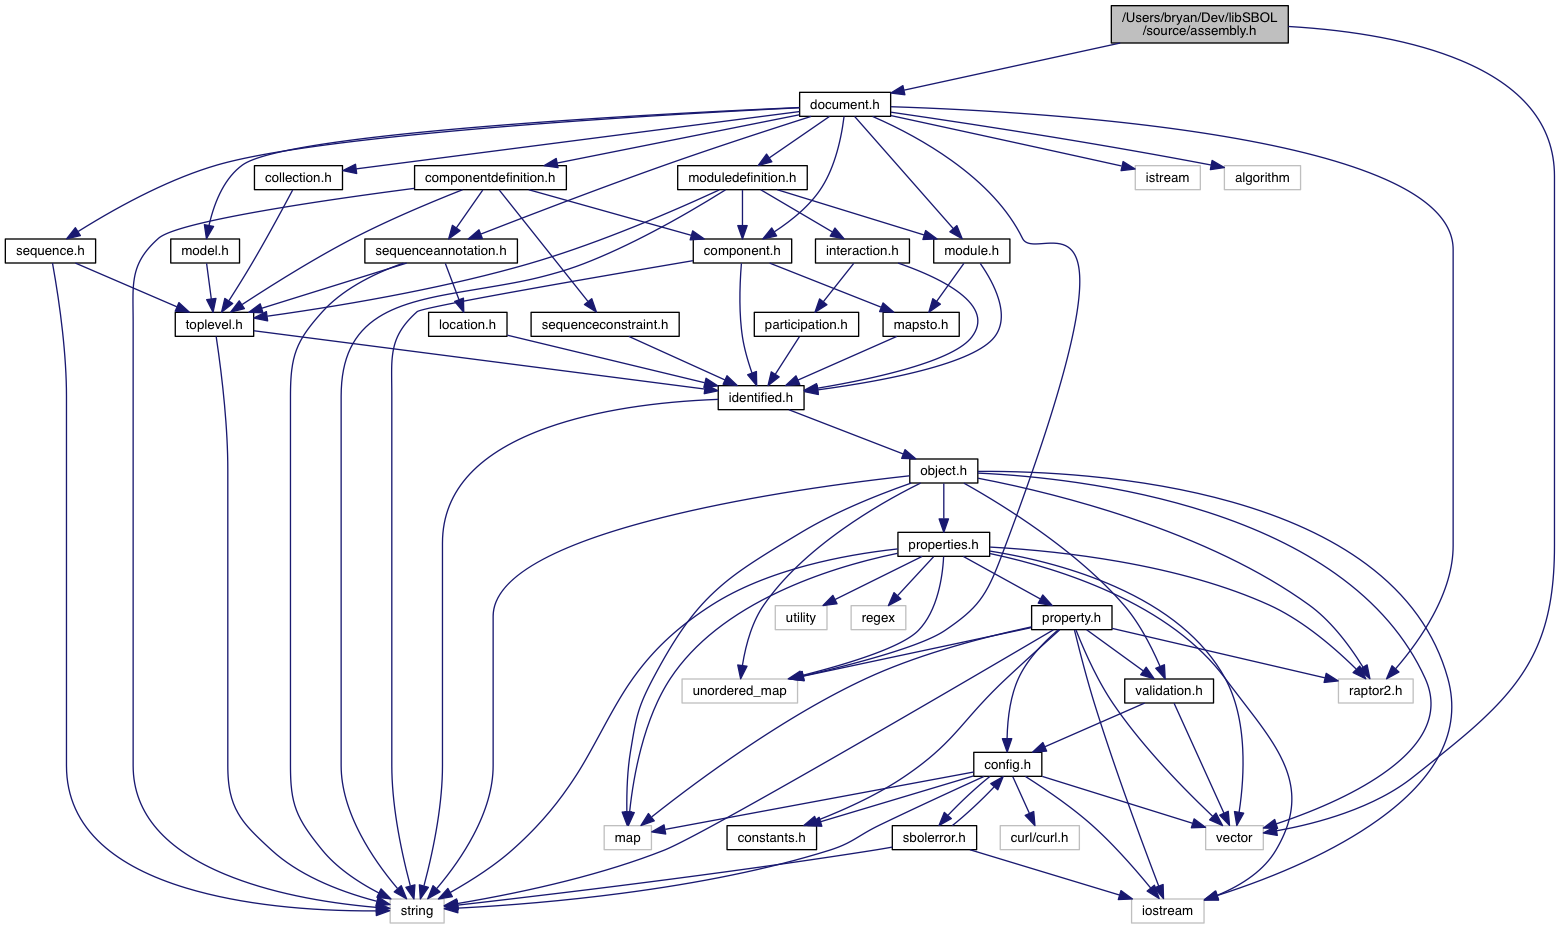 /Users/bryan/Dev/libSBOL
/source/assembly.h
document.h
collection.h
componentdefinition.h
moduledefinition.h
istream
algorithm
sequence.h
model.h
sequenceannotation.h
component.h
interaction.h
module.h
toplevel.h
location.h
sequenceconstraint.h
participation.h
mapsto.h
identified.h
object.h
properties.h
utility
regex
property.h
unordered_map
validation.h
raptor2.h
config.h
map
constants.h
sbolerror.h
curl/curl.h
vector
string
iostream